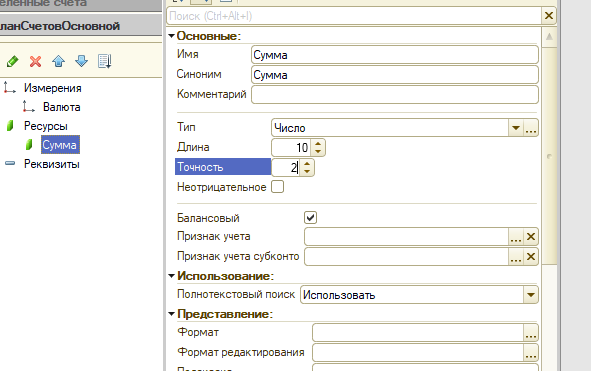 еленные счета
ланСчетовОсновной
Измерения
Валюта
Ресурсы
Сумма
Реквизиты
Поиск (Ctrl+Alt+I)
Основные:
Имя Сумма
Синоним Сумма
Комментарий
Тип Число
Длина 10
Точность 2
Неотрицательное
Балансовый
Признак учета
Признак учета субконто
Использование:
Полнотекстовый поиск Использовать
Представление:
Формат
Формат редактирования